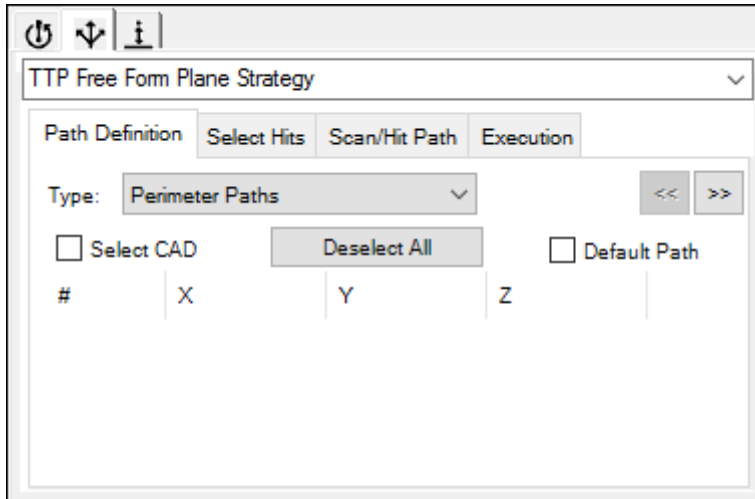 TTP Free Form Plane Strategy
Path Definition Select Hits Scan/Hit Path Execution
Type: Perimeter Paths << >>
Select CAD Deselect All Default Path
# X Y Z